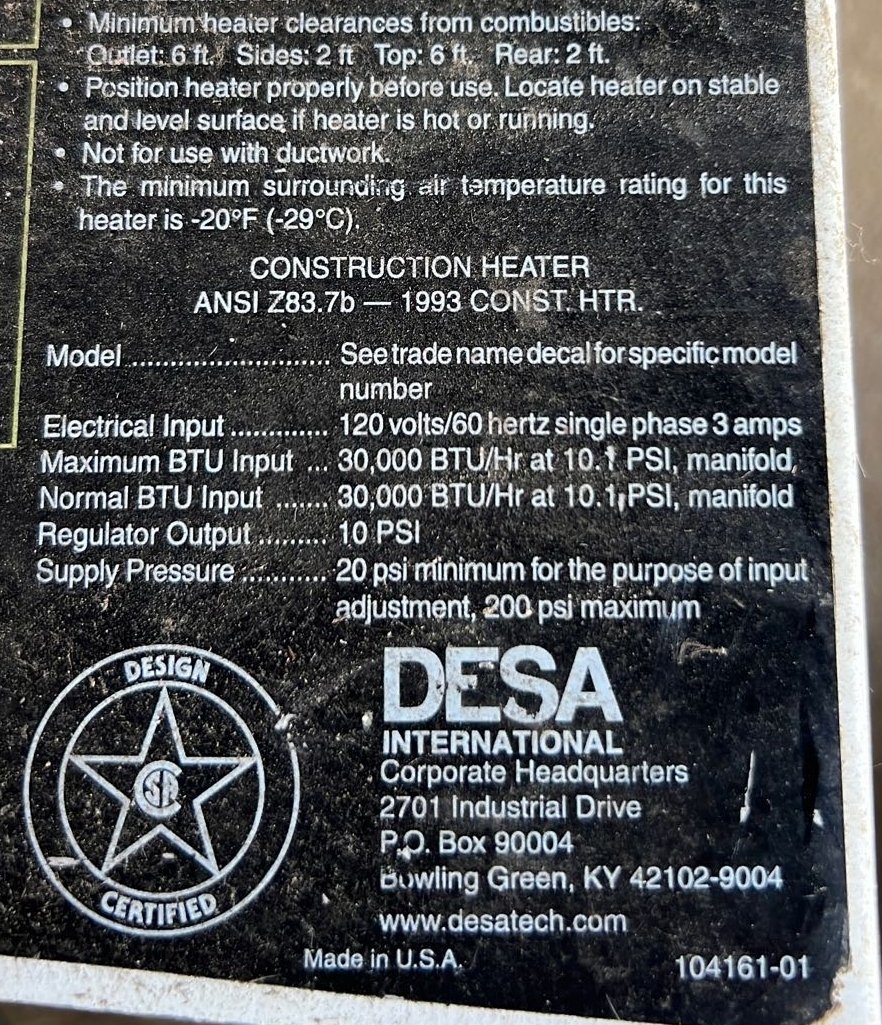 • Minimum heater clearances from combustibles:
Outlet: 6 ft. Sides: 2 ft Top: 6 ft. Rear: 2 ft.
• Position heater properly before use. Locate heater on stable
and level surface if heater is hot or running.
• Not for use with ductwork.
• The minimum surrounding air temperature rating for this
heater is -20°F (-29°C).
CONSTRUCTION HEATER
ANSI Z83.7b — 1993 CONST. HTR.
Model .......................... See trade name decal for specific model
number
Electrical Input ............. 120 volts/60 hertz single phase 3 amps
Maximum BTU Input ... 30,000 BTU/Hr at 10.1 PSI, manifold
Normal BTU Input ....... 30,000 BTU/Hr at 10.1 PSI, manifold
Regulator Output ......... 10 PSI
Supply Pressure ........... 20 psi minimum for the purpose of input
adjustment, 200 psi maximum
DESIGN
CSA
CERTIFIED
DESA
INTERNATIONAL
Corporate Headquarters
2701 Industrial Drive
P.O. Box 90004
Bowling Green, KY 42102-9004
www.desatech.com
Made in U.S.A.
104161-01